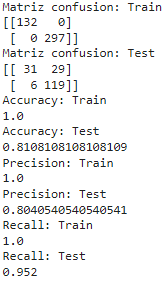 Matriz confusion: Train
[[132   0]
 [  0 297]]
Matriz confusion: Test
[[ 31  29]
 [  6 119]]
Accuracy: Train
1.0
Accuracy: Test
0.8108108108108109
Precision: Train
1.0
Precision: Test
0.8040540540540541
Recall: Train
1.0
Recall: Test
0.952